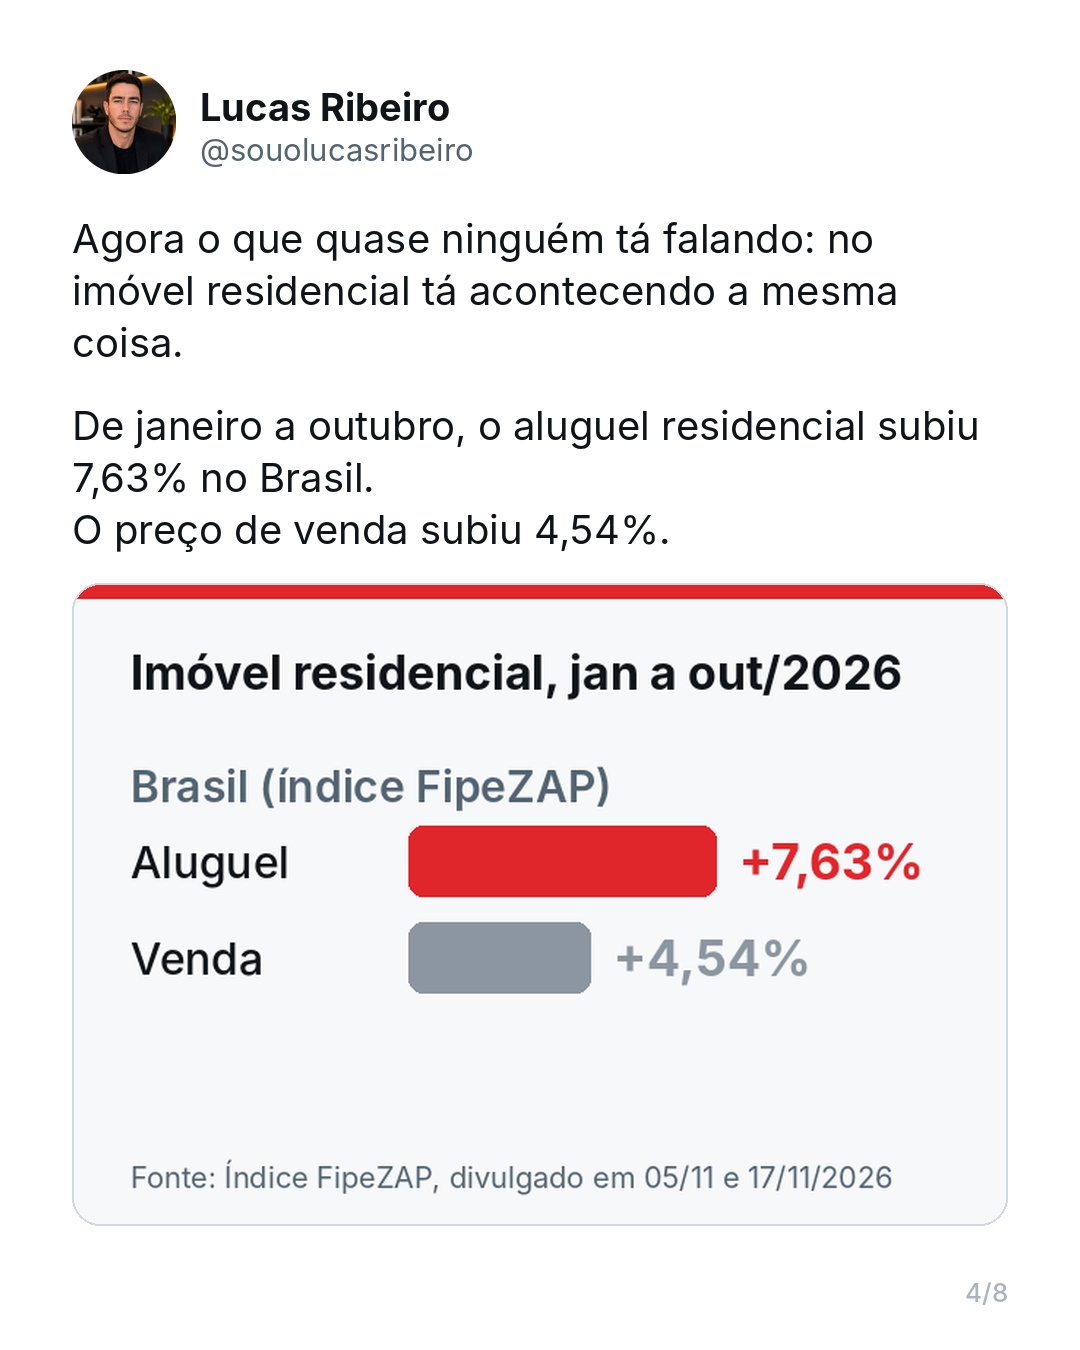 Lucas Ribeiro
@souolucasribeiro
Agora o que quase ninguém tá falando: no
imóvel residencial tá acontecendo a mesma
coisa.
De janeiro a outubro, o aluguel residencial subiu
7,63% no Brasil.
O preço de venda subiu 4,54%.
Imóvel residencial, jan a out/2026
Brasil (índice FipeZAP)
Aluguel +7,63%
Venda +4,54%
Fonte: Índice FipeZAP, divulgado em 05/11 e 17/11/2026
4/8